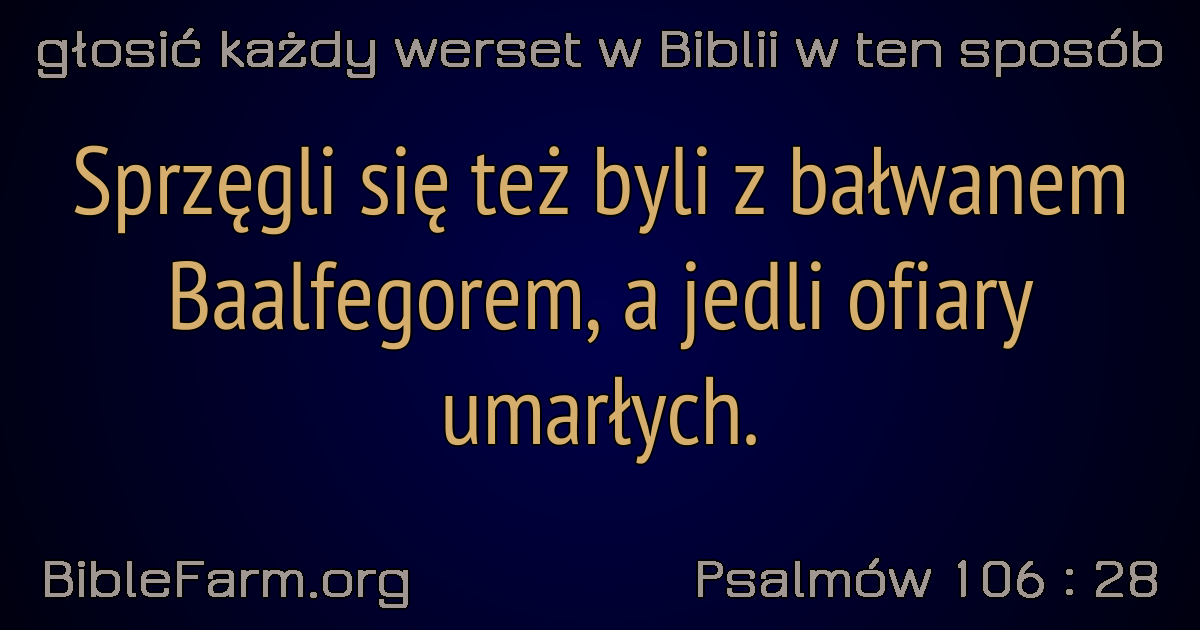 głosić każdy werset w Biblii w ten sposób
Sprzęgli się też byli z bałwanem
Baalfegorem, a jedli ofiary
umarłych.
BibleFarm.org
Psalmów 106 : 28